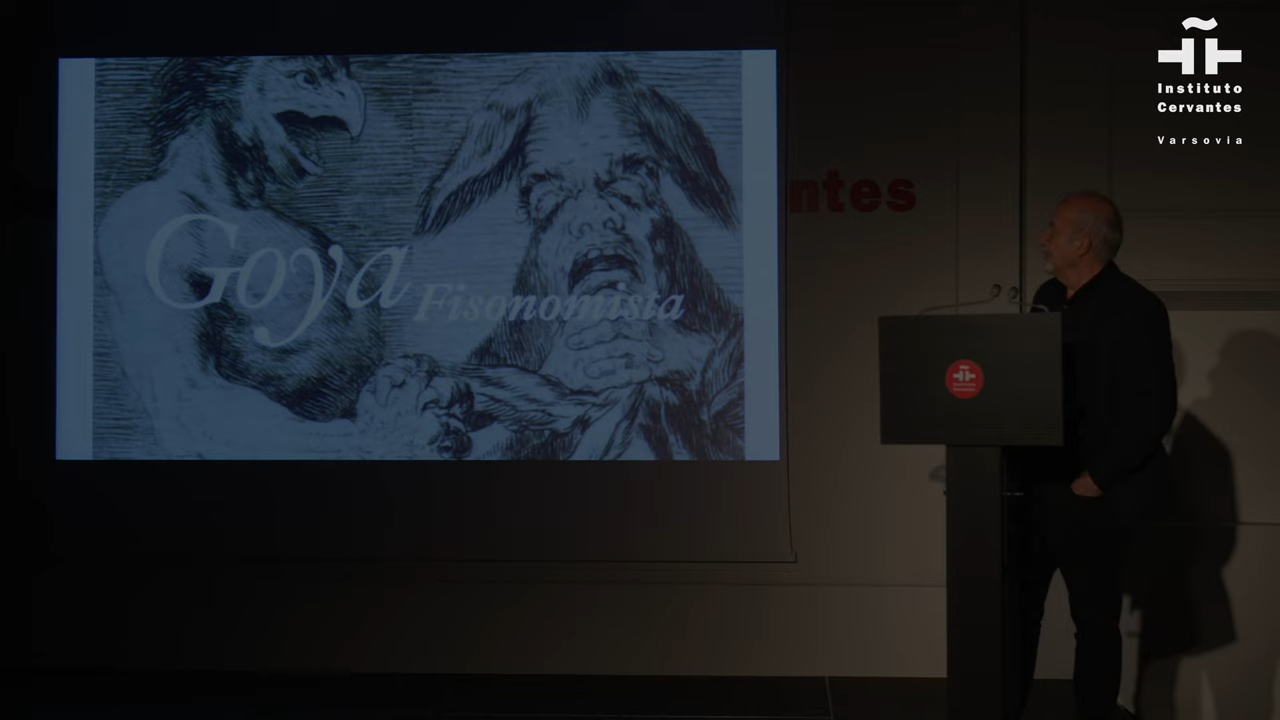 Goya Fisonomista
ntes
Instituto
Cervantes
Varsovia